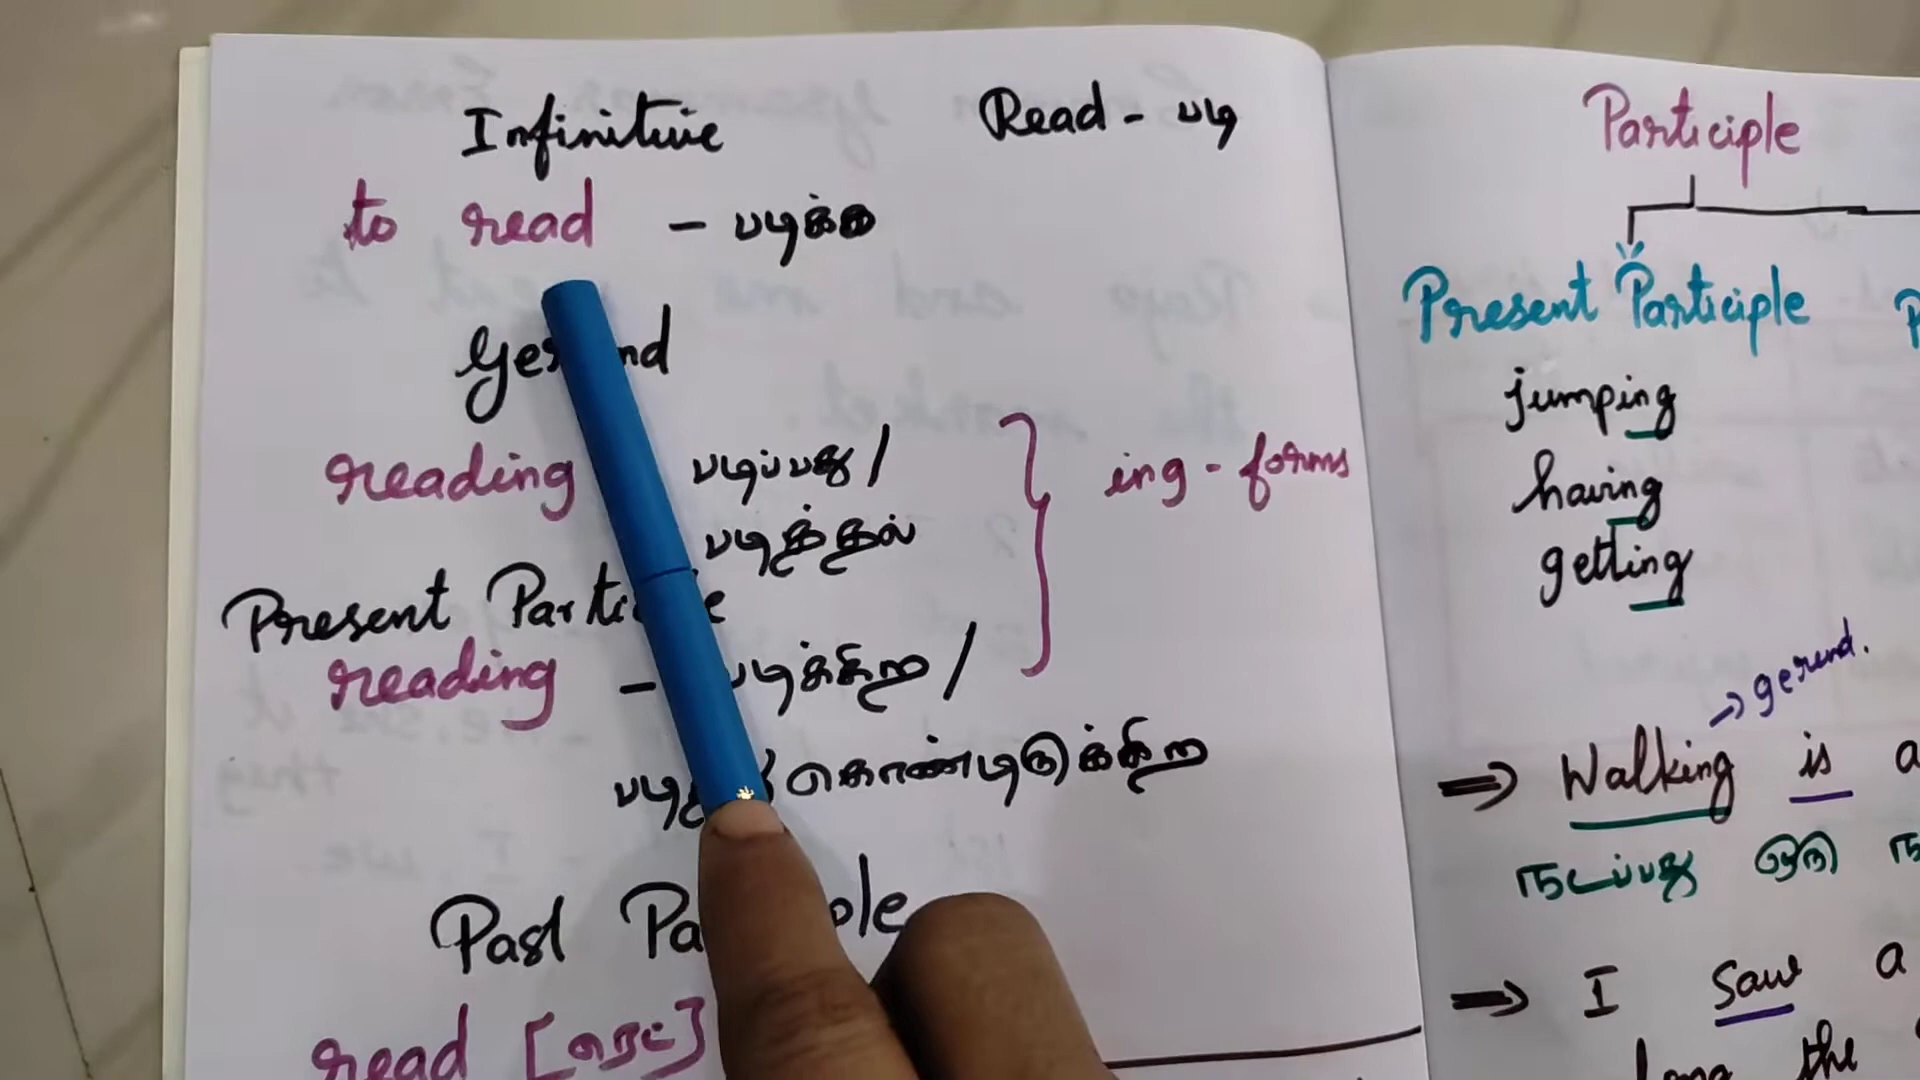 Infinitive Read - படி
to read - படிக்க
Gerund
reading படிப்பது /
படித்தல்
ing - forms
Present Participle
reading - படிக்கிற /
கொண்டிருக்கிற
Past Participle
read [ரெட்]
Participle
Present Participle
jumping
having
getting
→ gerund.
⇒ Walking is a
நடப்பது ஒரு
⇒ I saw a
the